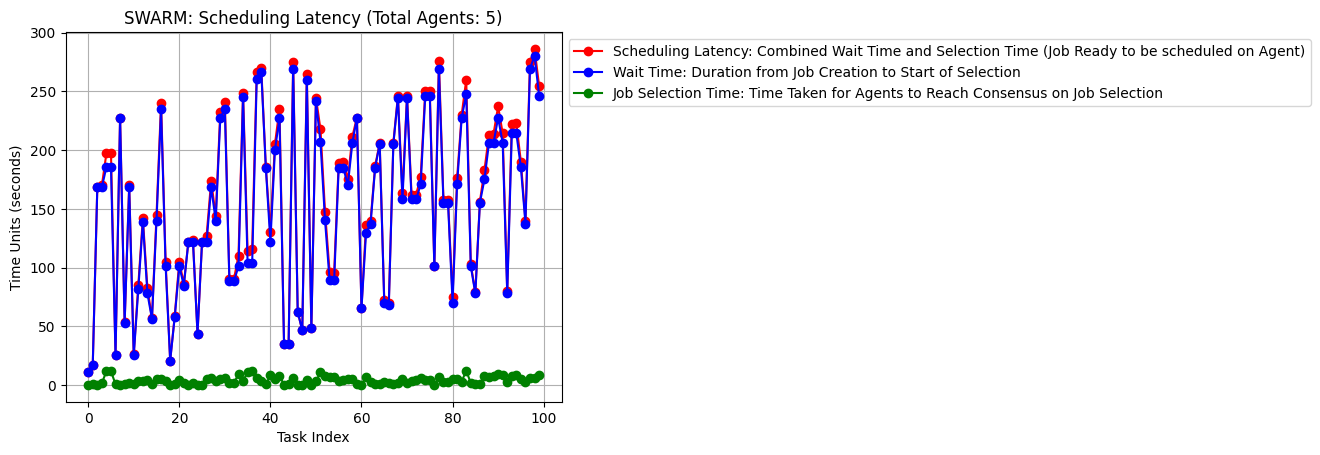 SWARM: Scheduling Latency (Total Agents: 5)
Scheduling Latency: Combined Wait Time and Selection Time (Job Ready to be scheduled on Agent)
Wait Time: Duration from Job Creation to Start of Selection
Job Selection Time: Time Taken for Agents to Reach Consensus on Job Selection
Time Units (seconds)
300
250
200
150
100
50
0
0 20 40 60 80 100
Task Index